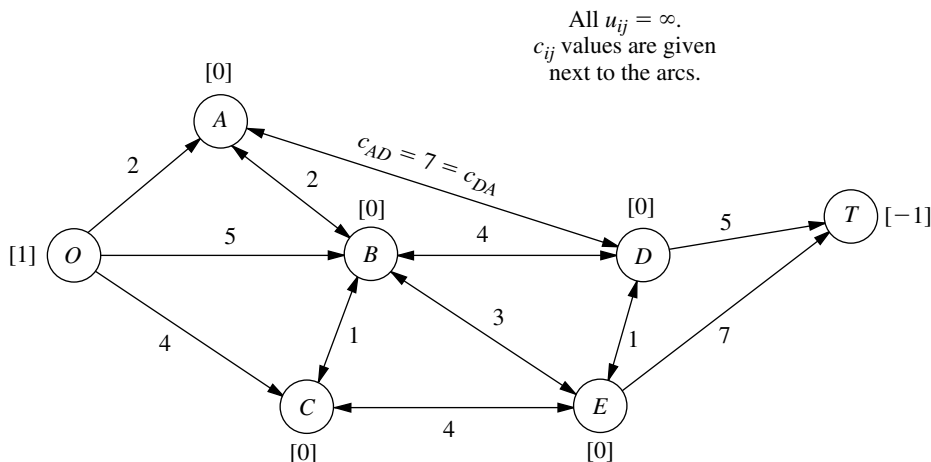 All u_ij = ∞.
c_ij values are given
next to the arcs.
[0]
A
2
c_AD = 7 = c_DA
2
[0]
[0]
T
[−1]
5
5
4
[1]
O
B
D
3
4
1
1
7
C
E
4
[0]
[0]